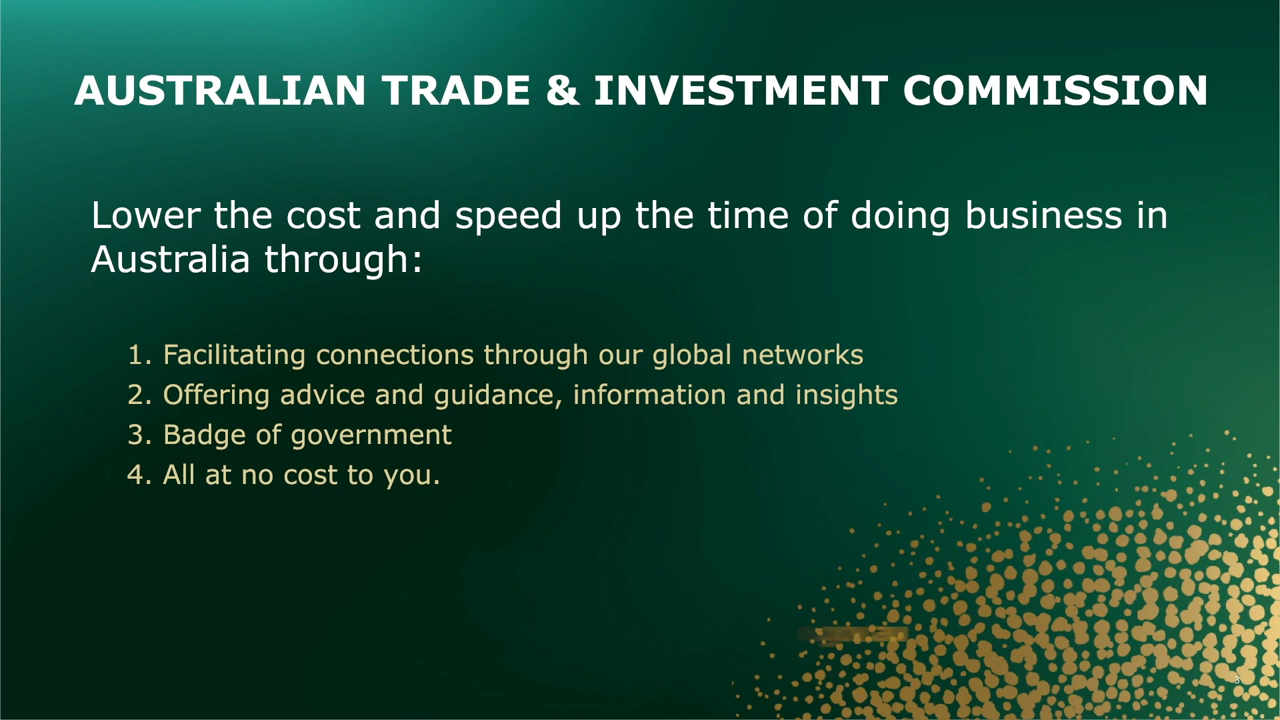 AUSTRALIAN TRADE & INVESTMENT COMMISSION
Lower the cost and speed up the time of doing business in
Australia through:
1. Facilitating connections through our global networks
2. Offering advice and guidance, information and insights
3. Badge of government
4. All at no cost to you.
3